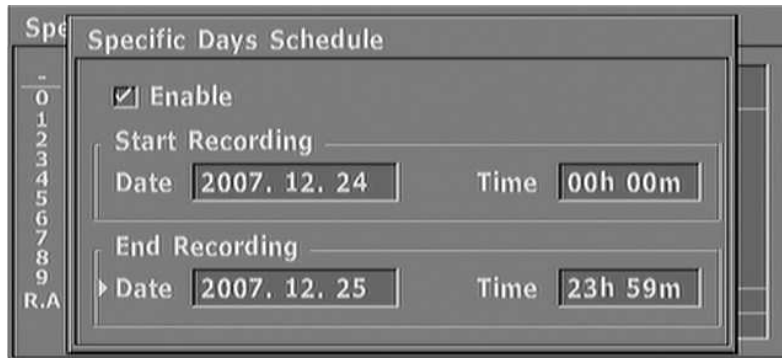 Spe
Specific Days Schedule
Enable
Start Recording
Date 2007. 12. 24 Time 00h 00m
End Recording
Date 2007. 12. 25 Time 23h 59m
-
0
1
2
3
4
5
6
7
8
9
R.A